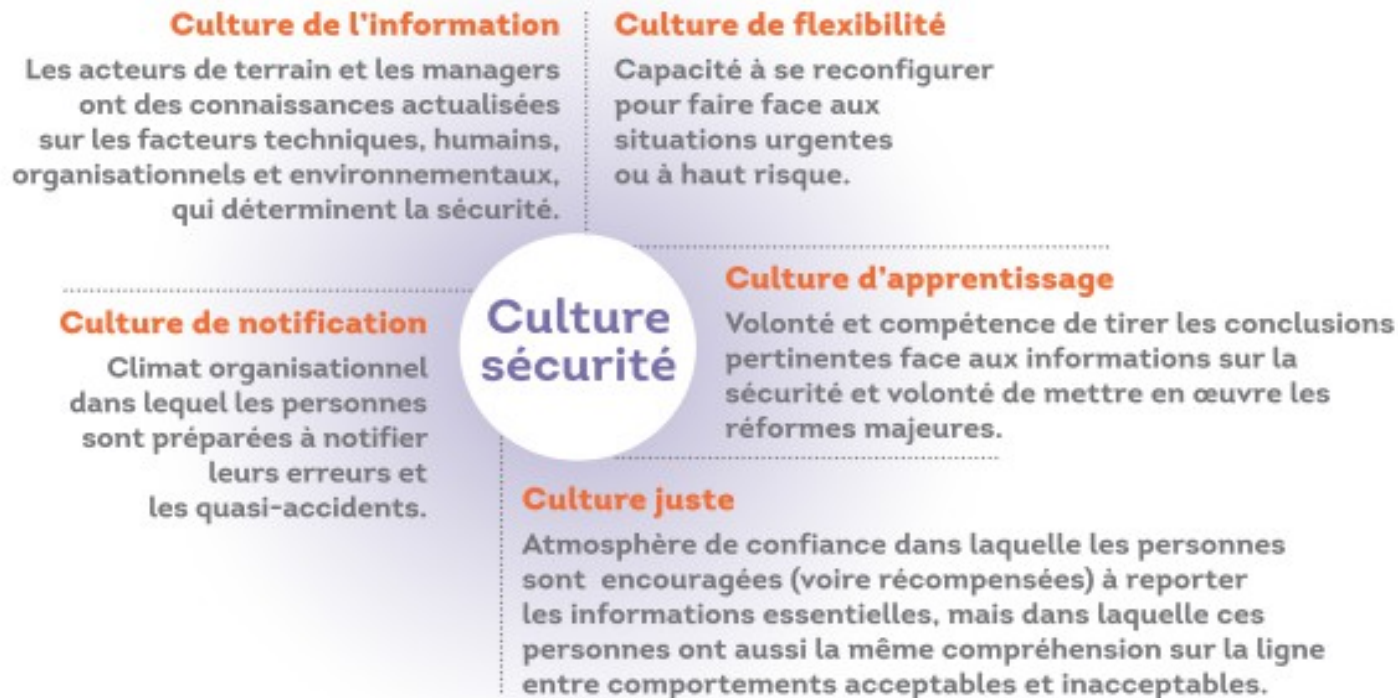 Culture de l'information
Les acteurs de terrain et les managers
ont des connaissances actualisées
sur les facteurs techniques, humains,
organisationnels et environnementaux,
qui déterminent la sécurité.
Culture de flexibilité
Capacité à se reconfigurer
pour faire face aux
situations urgentes
ou à haut risque.
Culture de notification
Climat organisationnel
dans lequel les personnes
sont préparées à notifier
leurs erreurs et
les quasi-accidents.
Culture
sécurité
Culture d'apprentissage
Volonté et compétence de tirer les conclusions
pertinentes face aux informations sur la
sécurité et volonté de mettre en œuvre les
réformes majeures.
Culture juste
Atmosphère de confiance dans laquelle les personnes
sont encouragées (voire récompensées) à reporter
les informations essentielles, mais dans laquelle ces
personnes ont aussi la même compréhension sur la ligne
entre comportements acceptables et inacceptables.